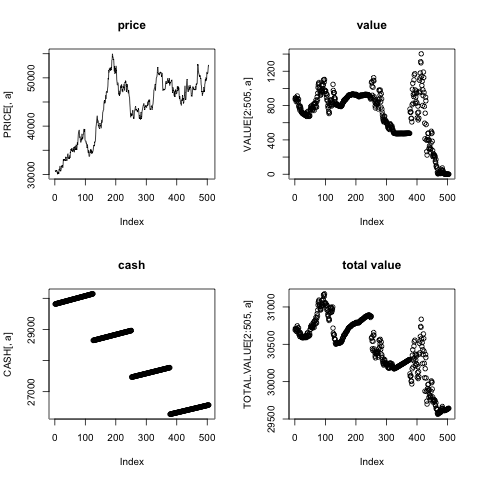 price
PRICE[, a]
30000 40000 50000
0 100 200 300 400 500
Index
value
VALUE[2:505, a]
0 400 800 1200
0 100 200 300 400 500
Index
cash
CASH[, a]
27000 29000
0 100 200 300 400 500
Index
total value
TOTAL.VALUE[2:505, a]
29500 30000 30500 31000
0 100 200 300 400 500
Index